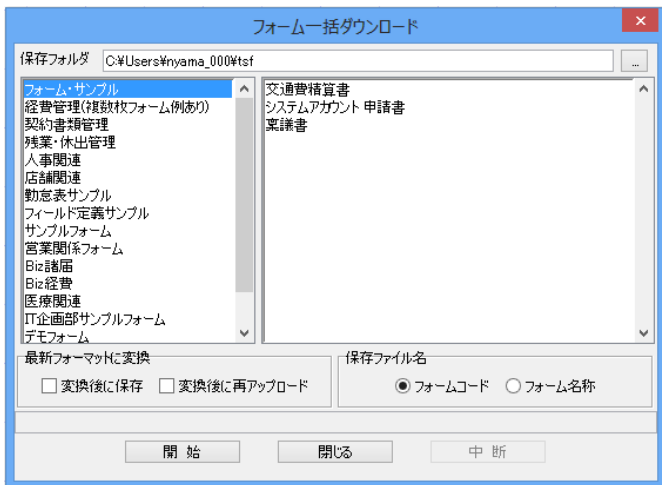 フォーム一括ダウンロード
保存フォルダ C:¥Users¥nyama_000¥tsf ...
フォーム・サンプル
経費管理(複数枚フォーム例あり)
契約書類管理
残業・休出管理
人事関連
店舗関連
勤怠表サンプル
フィールド定義サンプル
サンプルフォーム
営業関係フォーム
Biz諸届
Biz経費
医療関連
IT企画部サンプルフォーム
デモフォーム
交通費精算書
システムアカウント 申請書
稟議書
最新フォーマットに変換
変換後に保存 変換後に再アップロード
保存ファイル名
フォームコード フォーム名称
開 始 閉じる 中 断